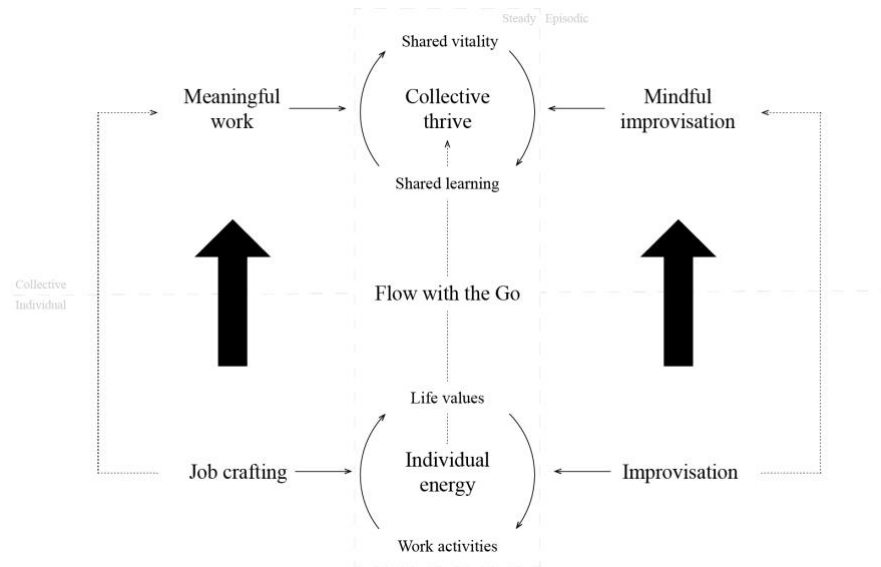 Steady Episodic
Shared vitality
Meaningful
work
Collective
thrive
Mindful
improvisation
Shared learning
Collective
Individual
Flow with the Go
Life values
Job crafting
Individual
energy
Improvisation
Work activities